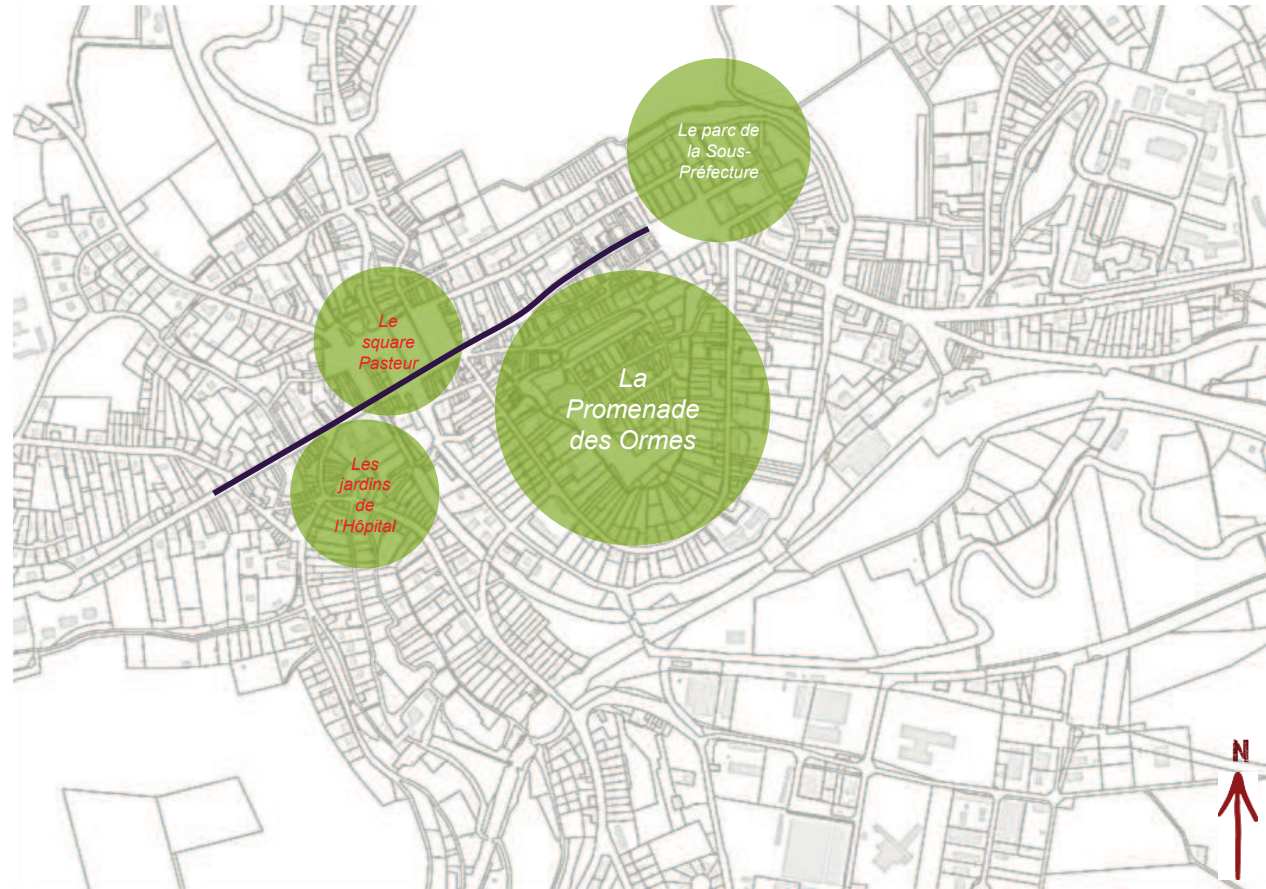 Le parc de
la Sous-
Préfecture
Le
square
Pasteur
La
Promenade
des Ormes
Les
jardins
de
l'Hôpital
N